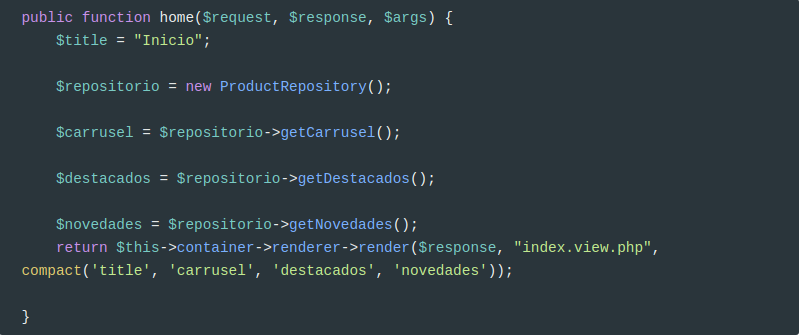 public function home($request, $response, $args) {
    $title = "Inicio";
    $repositorio = new ProductRepository();
    $carrusel = $repositorio->getCarrusel();
    $destacados = $repositorio->getDestacados();
    $novedades = $repositorio->getNovedades();
    return $this->container->renderer->render($response, "index.view.php",
compact('title', 'carrusel', 'destacados', 'novedades'));
}